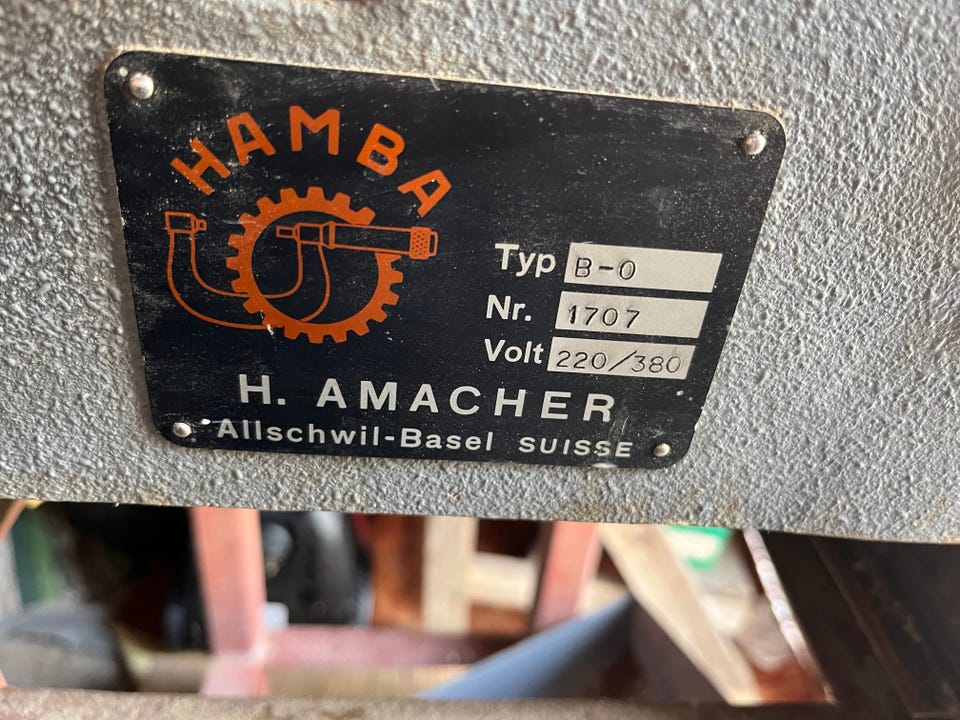 HAMBA
Typ B-0
Nr. 1707
Volt 220/380
H. AMACHER
Allschwil-Basel SUISSE